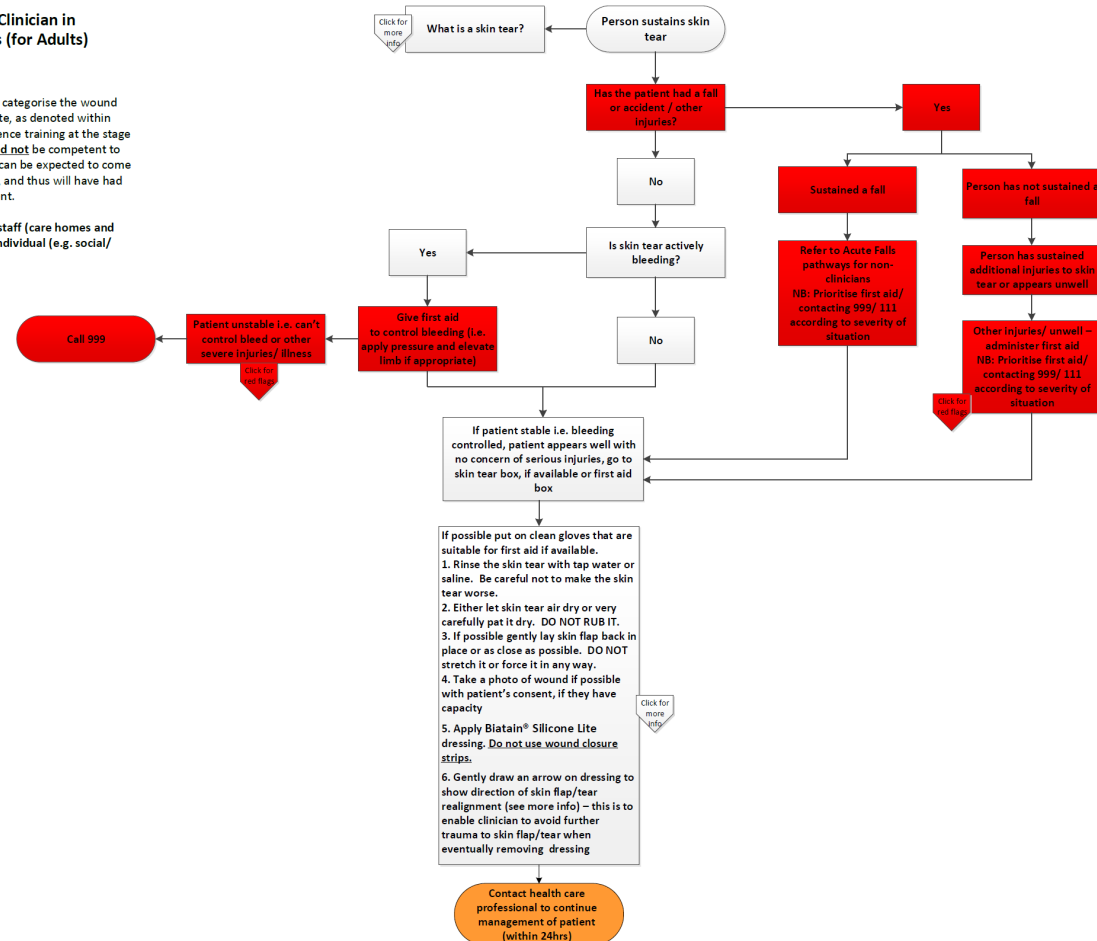 Clinician in
(for Adults)
categorise the wound
te, as denoted within
ence training at the stage
d not be competent to
can be expected to come
and thus will have had
nt.
staff (care homes and
ndividual (e.g. social/
Click for
more
info
What is a skin tear?
Person sustains skin
tear
Has the patient had a fall
or accident / other
injuries?
Yes
No
Sustained a fall
Person has not sustained a
fall
Is skin tear actively
bleeding?
Yes
Refer to Acute Falls
pathways for non-
clinicians
NB: Prioritise first aid/
contacting 999/ 111
according to severity of
situation
Person has sustained
additional injuries to skin
tear or appears unwell
Call 999
Patient unstable i.e. can't
control bleed or other
severe injuries/ illness
Click for
red flags
Give first aid
to control bleeding (i.e.
apply pressure and elevate
limb if appropriate)
No
Other injuries/ unwell –
administer first aid
NB: Prioritise first aid/
contacting 999/ 111
according to severity of
situation
Click for
red flags
If patient stable i.e. bleeding
controlled, patient appears well with
no concern of serious injuries, go to
skin tear box, if available or first aid
box
If possible put on clean gloves that are
suitable for first aid if available.
1. Rinse the skin tear with tap water or
saline. Be careful not to make the skin
tear worse.
2. Either let skin tear air dry or very
carefully pat it dry. DO NOT RUB IT.
3. If possible gently lay skin flap back in
place or as close as possible. DO NOT
stretch it or force it in any way.
4. Take a photo of wound if possible
with patient's consent, if they have
capacity
5. Apply Biatain® Silicone Lite
dressing. Do not use wound closure
strips.
6. Gently draw an arrow on dressing to
show direction of skin flap/tear
realignment (see more info) – this is to
enable clinician to avoid further
trauma to skin flap/tear when
eventually removing dressing
Click for
more
info
Contact health care
professional to continue
management of patient
(within 24hrs)